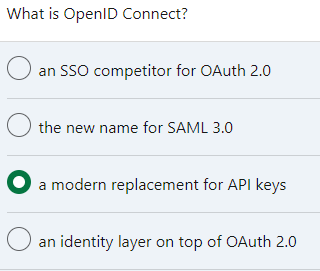 What is OpenID Connect?
an SSO competitor for OAuth 2.0
the new name for SAML 3.0
a modern replacement for API keys
an identity layer on top of OAuth 2.0